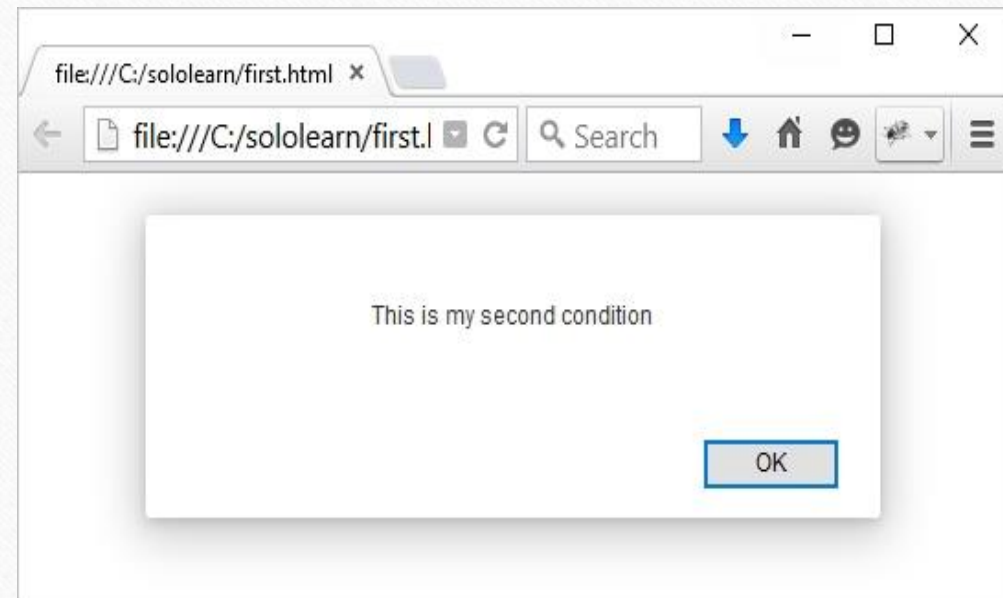 file:///C:/sololearn/first.html
file:///C:/sololearn/first.l
Search
This is my second condition
OK